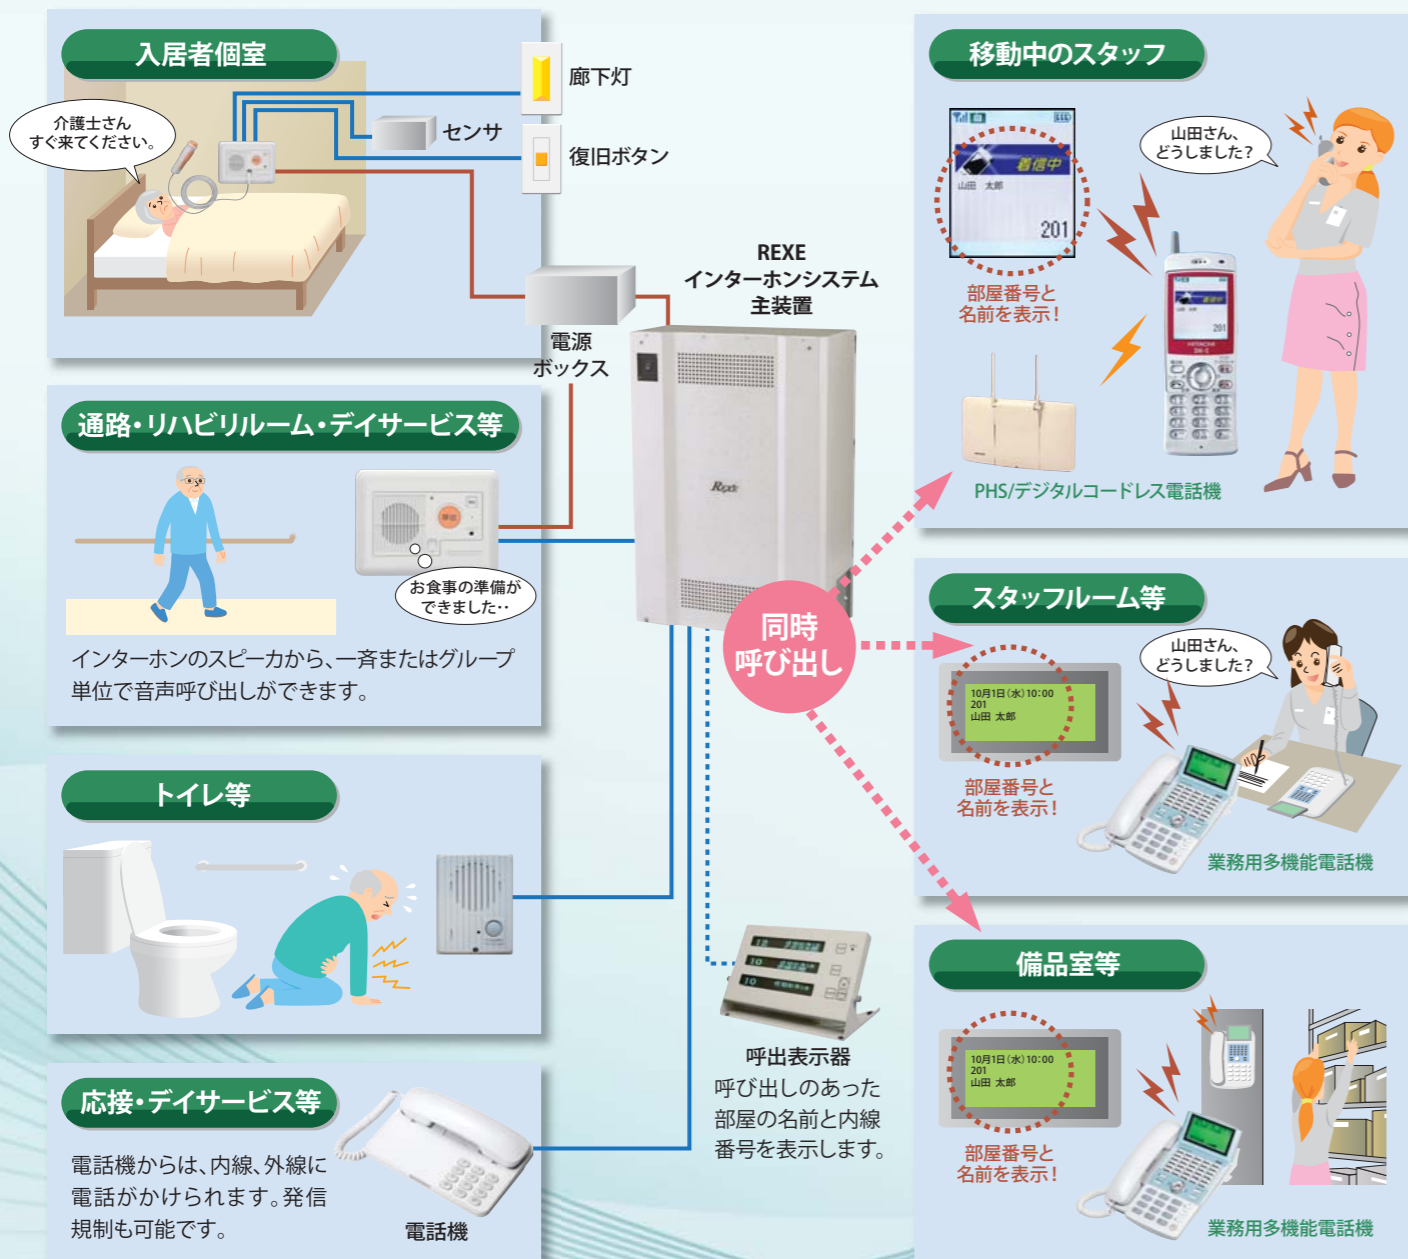 入居者個室
介護士さん
すぐ来てください。
廊下灯
センサ
復旧ボタン
電源
ボックス
REXE
インターホンシステム
主装置
REXE
通路・リハビリルーム・デイサービス等
呼出
お食事の準備が
できました‥
インターホンのスピーカから、一斉またはグループ
単位で音声呼び出しができます。
トイレ等
応接・デイサービス等
電話機からは、内線、外線に
電話がかけられます。発信
規制も可能です。
電話機
呼出表示器
呼び出しのあった
部屋の名前と内線
番号を表示します。
同時
呼び出し
移動中のスタッフ
着信中
山田 太郎
201
部屋番号と
名前を表示!
山田さん、
どうしました?
着信中
201
HITACHI
PHS/デジタルコードレス電話機
スタッフルーム等
山田さん、
どうしました?
10月1日(水)10:00
201
山田 太郎
部屋番号と
名前を表示!
業務用多機能電話機
備品室等
10月1日(水)10:00
201
山田 太郎
部屋番号と
名前を表示!
業務用多機能電話機